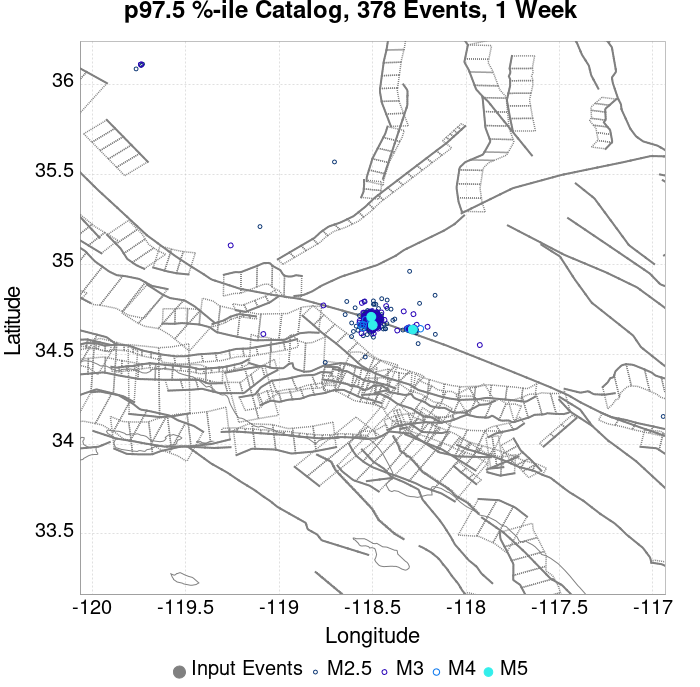 p97.5 %-ile Catalog, 378 Events, 1 Week
36
35.5
35
34.5
34
33.5
Latitude
-120 -119.5 -119 -118.5 -118 -117.5 -117
Longitude
Input Events M2.5 M3 M4 M5